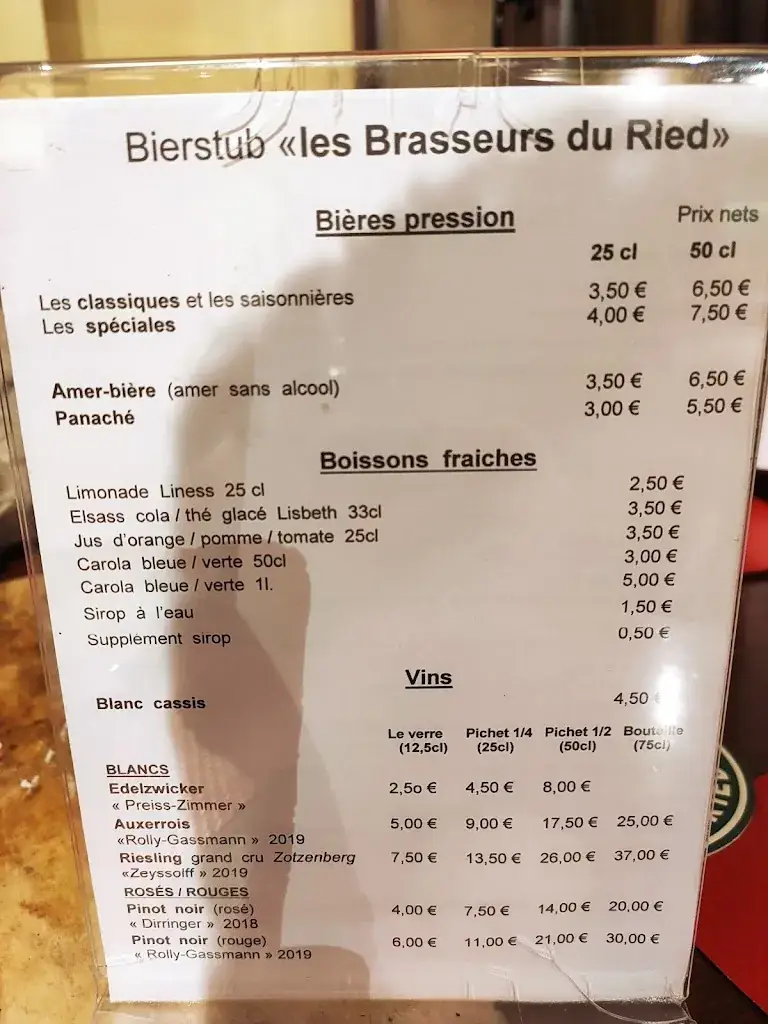 Bierstub «les Brasseurs du Ried»
Bières pression
Prix nets
25 cl 50 cl
Les classiques et les saisonnières 3,50 € 6,50 €
Les spéciales 4,00 € 7,50 €
Amer-bière (amer sans alcool) 3,50 € 6,50 €
Panaché 3,00 € 5,50 €
Boissons fraiches
Limonade Liness 25 cl 2,50 €
Elsass cola / thé glacé Lisbeth 33cl 3,50 €
Jus d'orange / pomme / tomate 25cl 3,50 €
Carola bleue / verte 50cl 3,00 €
Carola bleue / verte 1l. 5,00 €
Sirop à l'eau 1,50 €
Supplément sirop 0,50 €
Vins
Blanc cassis 4,50 €
Le verre Pichet 1/4 Pichet 1/2 Bouteille
(12,5cl) (25cl) (50cl) (75cl)
BLANCS
Edelzwicker 2,5o € 4,50 € 8,00 €
« Preiss-Zimmer »
Auxerrois 5,00 € 9,00 € 17,50 € 25,00 €
«Rolly-Gassmann » 2019
Riesling grand cru Zotzenberg 7,50 € 13,50 € 26,00 € 37,00 €
«Zeyssolff » 2019
ROSÉS / ROUGES
Pinot noir (rosé) 4,00 € 7,50 € 14,00 € 20,00 €
« Dirringer » 2018
Pinot noir (rouge) 6,00 € 11,00 € 21,00 € 30,00 €
« Rolly-Gassmann » 2019